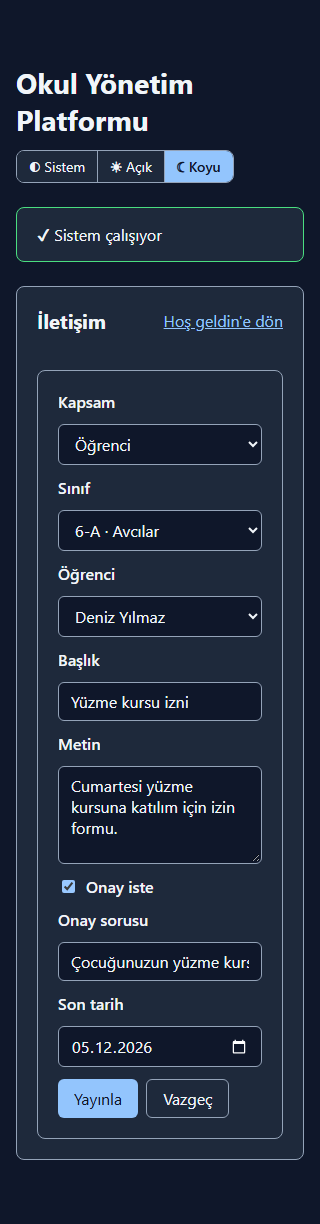 Okul Yönetim
Platformu
Sistem
Açık
Koyu
✓ Sistem çalışıyor
İletişim
Hoş geldin'e dön
Kapsam
Öğrenci
Sınıf
6-A · Avcılar
Öğrenci
Deniz Yılmaz
Başlık
Yüzme kursu izni
Metin
Cumartesi yüzme
kursuna katılım için izin
formu.
Onay iste
Onay sorusu
Çocuğunuzun yüzme
Son tarih
05.12.2026
Yayınla
Vazgeç